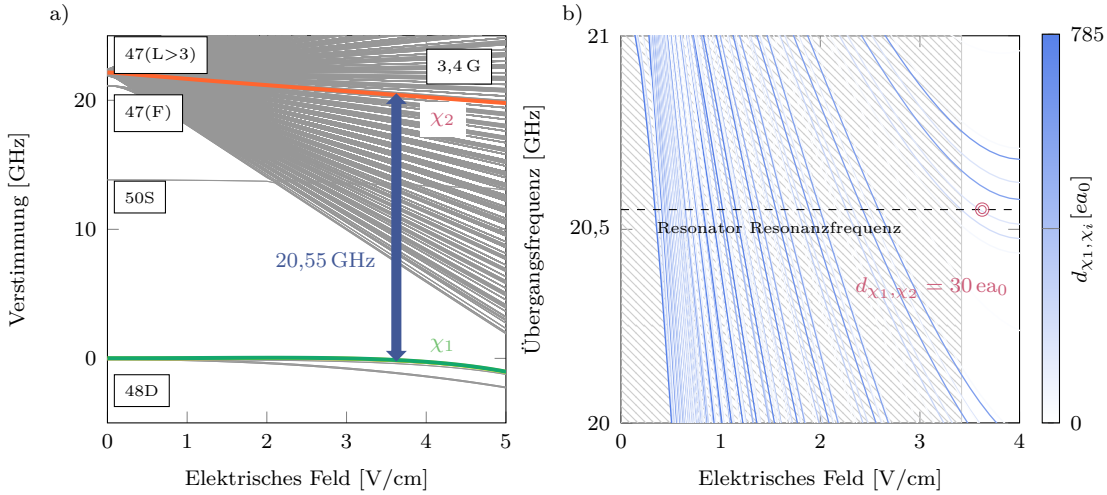 a)
Verstimmung [GHz]
20
10
0
47(L>3)
47(F)
50S
48D
3,4 G
χ₂
20,55 GHz
χ₁
0
1
2
3
4
5
Elektrisches Feld [V/cm]
b)
Übergangsfrequenz [GHz]
21
20,5
20
Resonator Resonanzfrequenz
d_{χ₁,χ₂} = 30 ea₀
0
1
2
3
4
Elektrisches Feld [V/cm]
785
0
d_{χ₁,χᵢ} [ea₀]